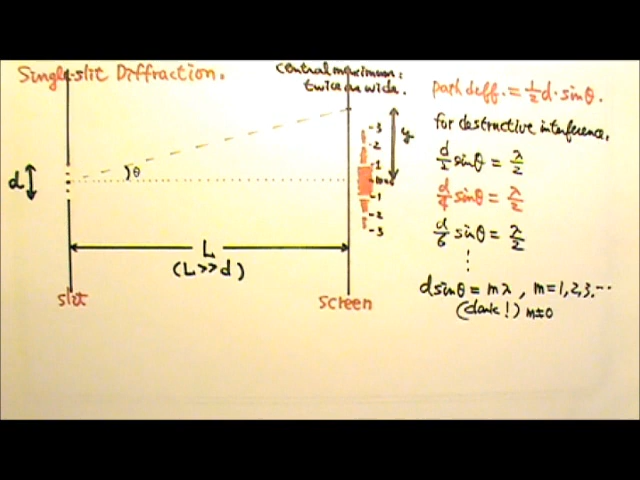 Single-slit Diffraction.
central maximum:
twice as wide.
path deff. = 1/2 d · sinθ.
for destructive interference,
d/2 sinθ = λ/2
d/4 sinθ = λ/2
d/6 sinθ = λ/2
⋮
d sinθ = mλ, m=1,2,3,...
(dark!) m≠0
-3
-2
-1
m=0
-1
-2
-3
y
θ
d
L
(L>>d)
slit
screen